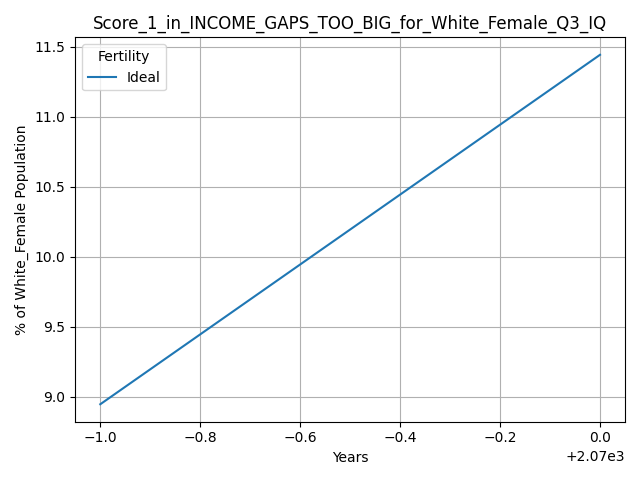 Score_1_in_INCOME_GAPS_TOO_BIG_for_White_Female_Q3_IQ
Fertility
Ideal
% of White_Female Population
11.5
11.0
10.5
10.0
9.5
9.0
−1.0 −0.8 −0.6 −0.4 −0.2 0.0
+2.07e3
Years